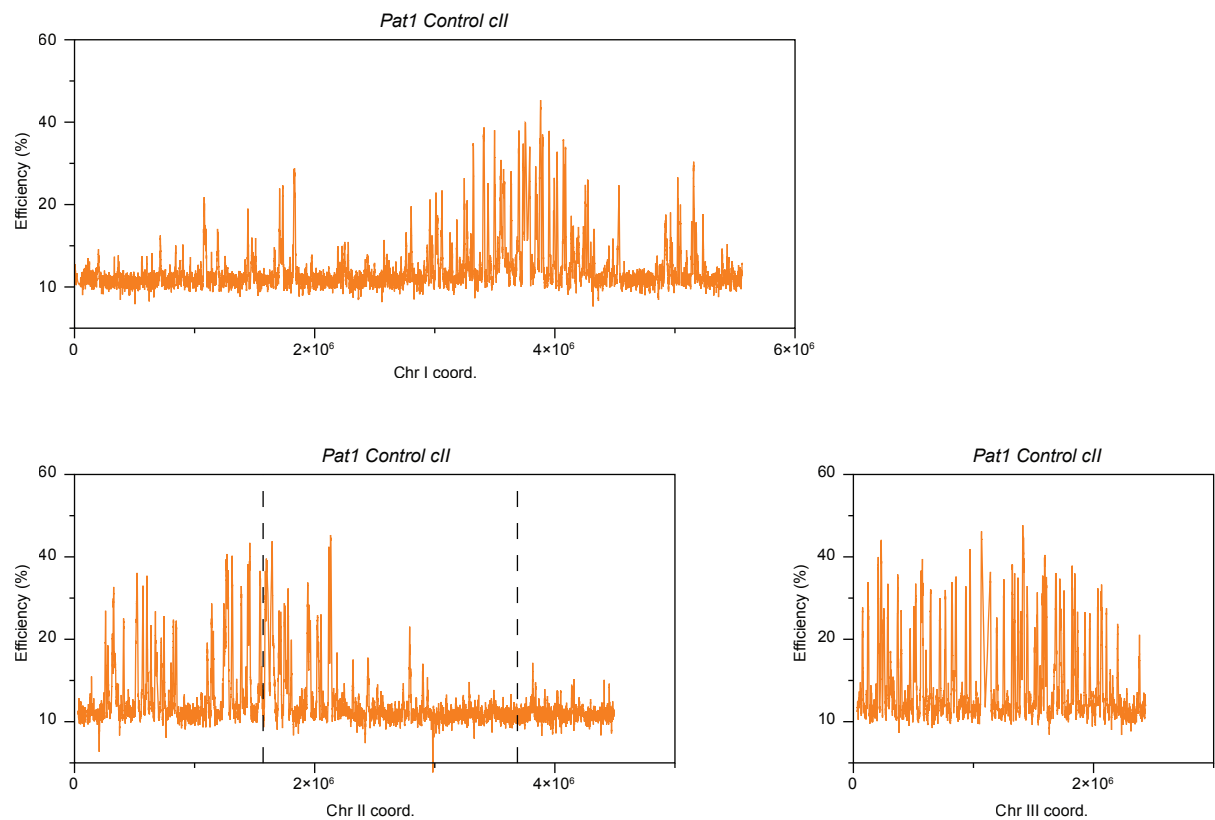 Pat1 Control cII
60
40
20
10
Efficiency (%)
0
2×10⁶
4×10⁶
6×10⁶
Chr I coord.
Pat1 Control cII
60
40
20
10
Efficiency (%)
0
2×10⁶
4×10⁶
Chr II coord.
Pat1 Control cII
60
40
20
10
Efficiency (%)
0
2×10⁶
Chr III coord.